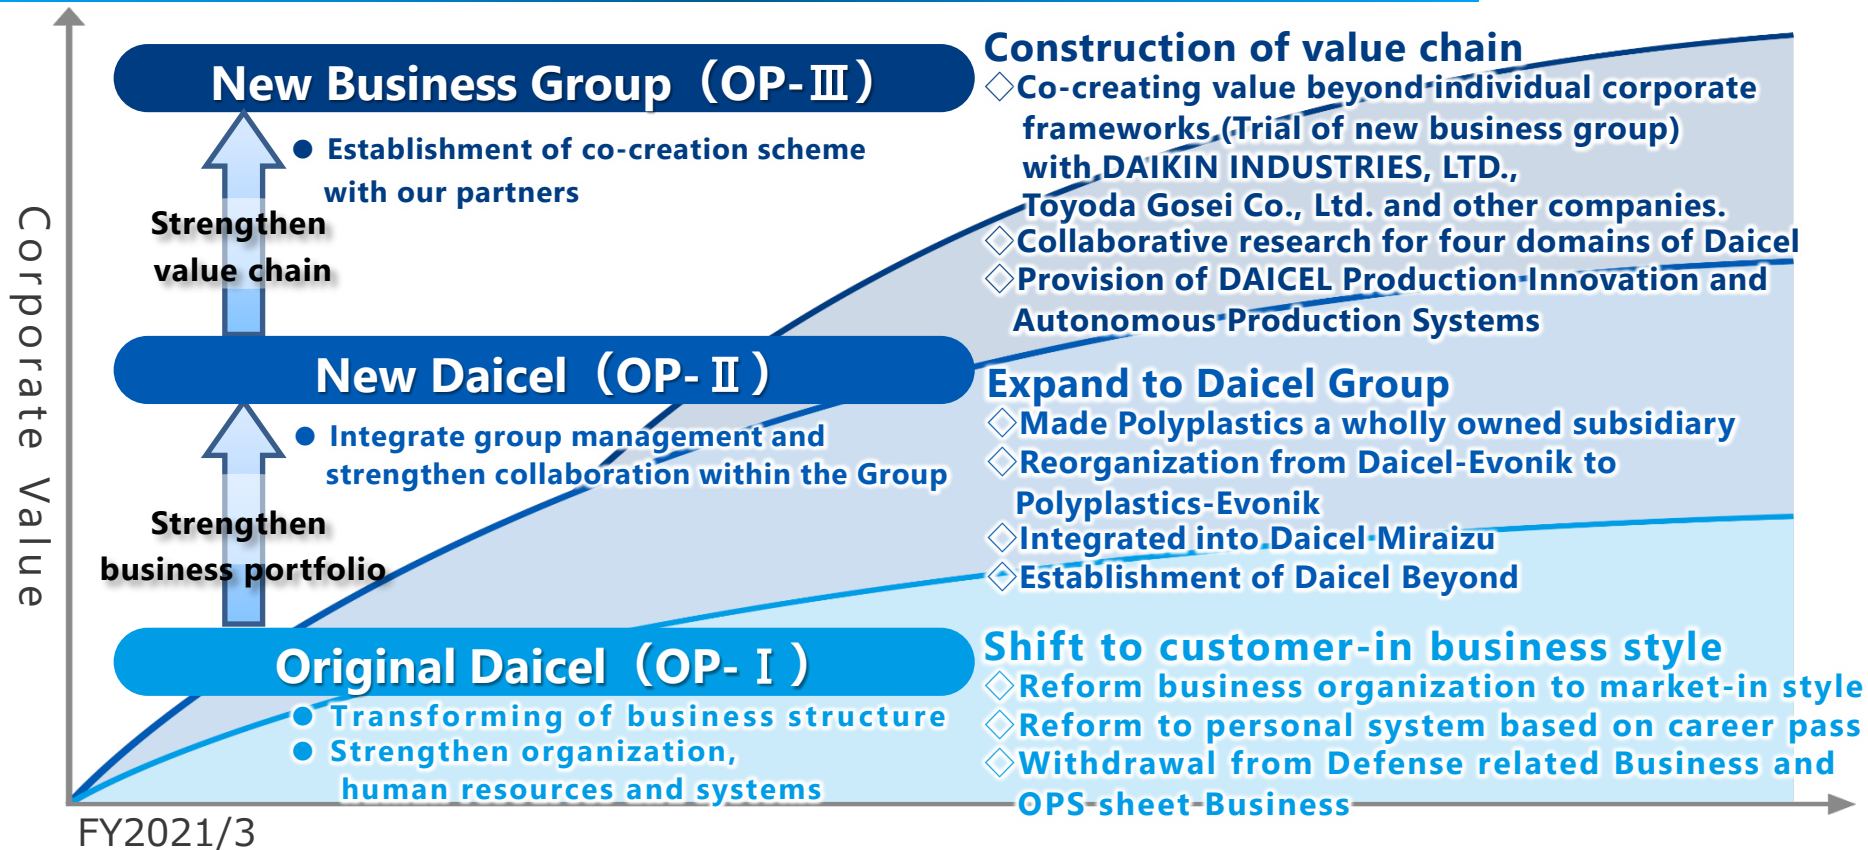 Corporate Value
New Business Group（OP-Ⅲ）
● Establishment of co-creation scheme
with our partners
Strengthen
value chain
Construction of value chain
◇Co-creating value beyond individual corporate
frameworks (Trial of new business group)
with DAIKIN INDUSTRIES, LTD.,
Toyoda Gosei Co., Ltd. and other companies.
◇Collaborative research for four domains of Daicel
◇Provision of DAICEL Production Innovation and
Autonomous Production Systems
New Daicel（OP-Ⅱ）
● Integrate group management and
strengthen collaboration within the Group
Strengthen
business portfolio
Expand to Daicel Group
◇Made Polyplastics a wholly owned subsidiary
◇Reorganization from Daicel-Evonik to
Polyplastics-Evonik
◇Integrated into Daicel Miraizu
◇Establishment of Daicel Beyond
Original Daicel（OP-Ⅰ）
● Transforming of business structure
● Strengthen organization,
human resources and systems
Shift to customer-in business style
◇Reform business organization to market-in style
◇Reform to personal system based on career pass
◇Withdrawal from Defense related Business and
OPS sheet Business
FY2021/3